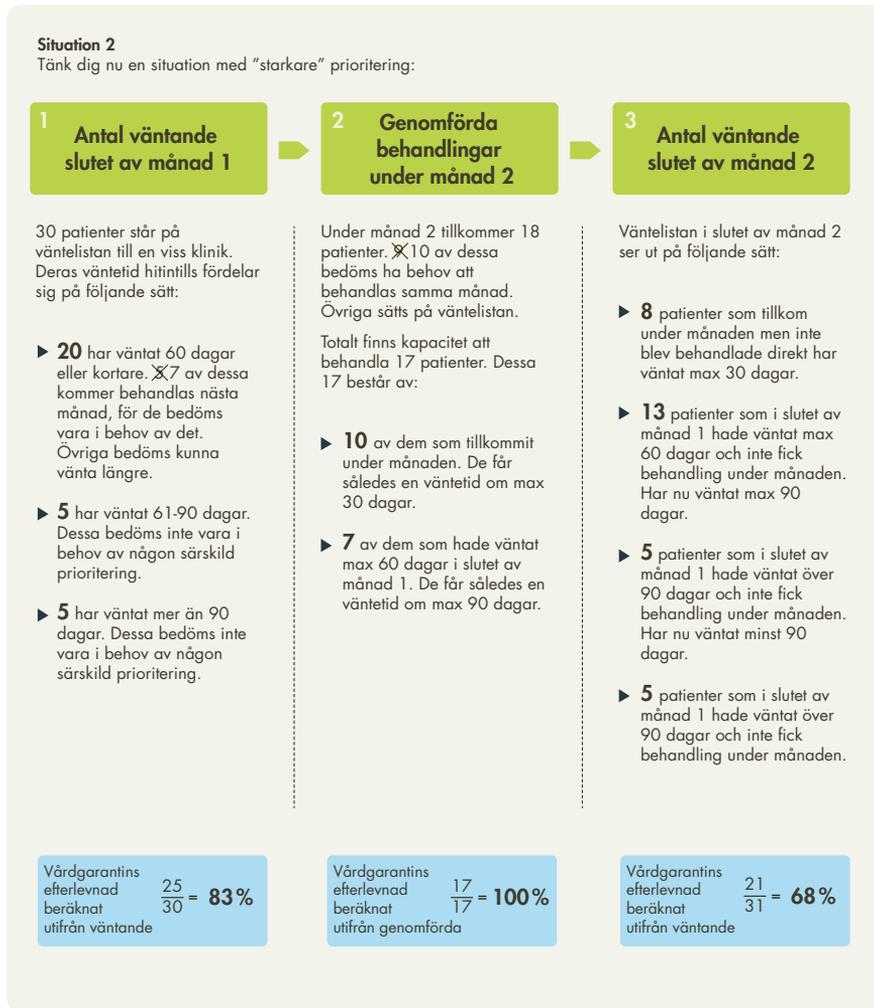 Situation 2
Tänk dig nu en situation med ”starkare” prioritering:
1
Antal väntande
slutet av månad 1
2
Genomförda
behandlingar
under månad 2
3
Antal väntande
slutet av månad 2
30 patienter står på
väntelistan till en viss klinik.
Deras väntetid hitintills fördelar
sig på följande sätt:
20 har väntat 60 dagar
eller kortare. 5 7 av dessa
kommer behandlas nästa
månad, för de bedöms
vara i behov av det.
Övriga bedöms kunna
vänta längre.
5 har väntat 61-90 dagar.
Dessa bedöms inte vara i
behov av någon särskild
prioritering.
5 har väntat mer än 90
dagar. Dessa bedöms inte
vara i behov av någon
särskild prioritering.
Under månad 2 tillkommer 18
patienter. 9 10 av dessa
bedöms ha behov att
behandlas samma månad.
Övriga sätts på väntelistan.
Totalt finns kapacitet att
behandla 17 patienter. Dessa
17 består av:
10 av dem som tillkommit
under månaden. De får
således en väntetid om max
30 dagar.
7 av dem som hade väntat
max 60 dagar i slutet av
månad 1. De får således en
väntetid om max 90 dagar.
Väntelistan i slutet av månad 2
ser ut på följande sätt:
8 patienter som tillkom
under månaden men inte
blev behandlade direkt har
väntat max 30 dagar.
13 patienter som i slutet av
månad 1 hade väntat max
60 dagar och inte fick
behandling under månaden.
Har nu väntat max 90
dagar.
5 patienter som i slutet av
månad 1 hade väntat över
90 dagar och inte fick
behandling under månaden.
Har nu väntat minst 90
dagar.
5 patienter som i slutet av
månad 1 hade väntat över
90 dagar och inte fick
behandling under månaden.
Vårdgarantins
efterlevnad
beräknat
utifrån väntande
25
30 = 83 %
Vårdgarantins
efterlevnad
beräknat
utifrån genomförda
17
17 = 100 %
Vårdgarantins
efterlevnad
beräknat
utifrån väntande
21
31 = 68 %